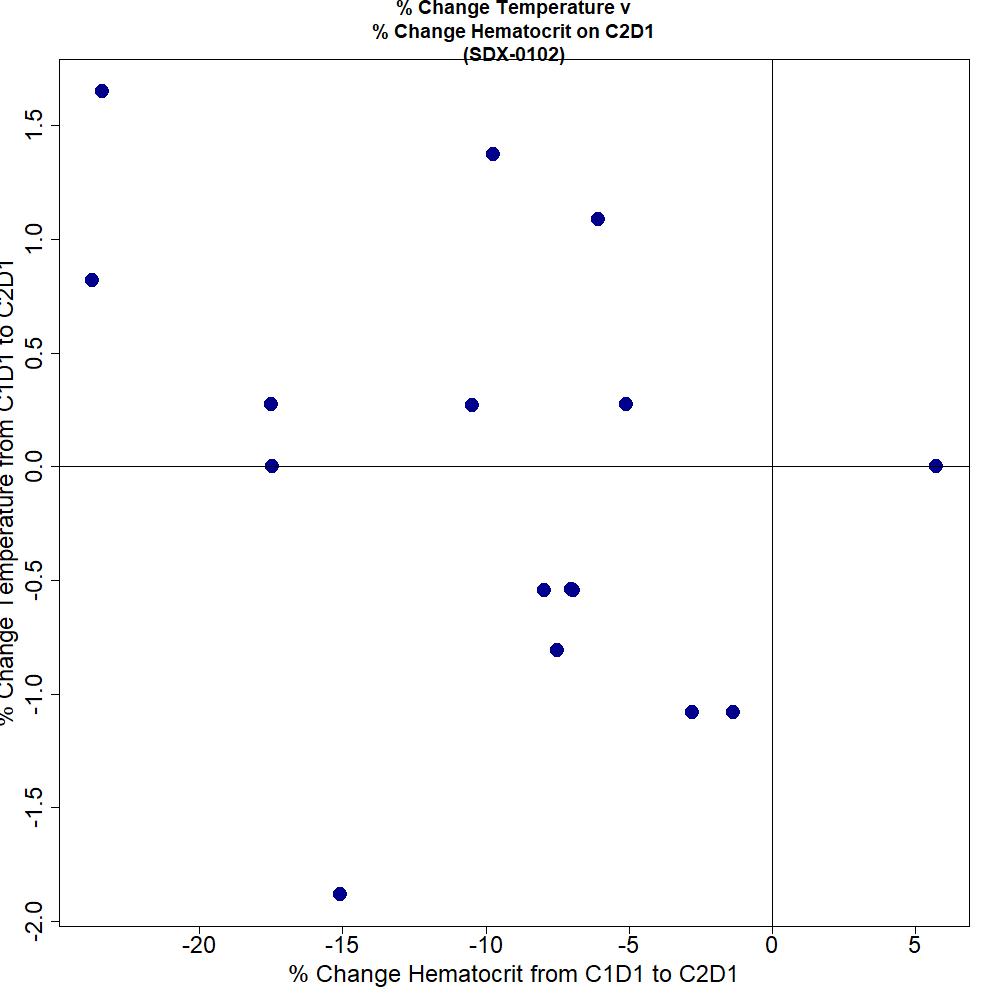 % Change Temperature v
% Change Hematocrit on C2D1
(SDX-0102)
% Change Temperature from C1D1 to C2D1
1.5
1.0
0.5
0.0
-0.5
-1.0
-1.5
-2.0
-20
-15
-10
-5
0
5
% Change Hematocrit from C1D1 to C2D1